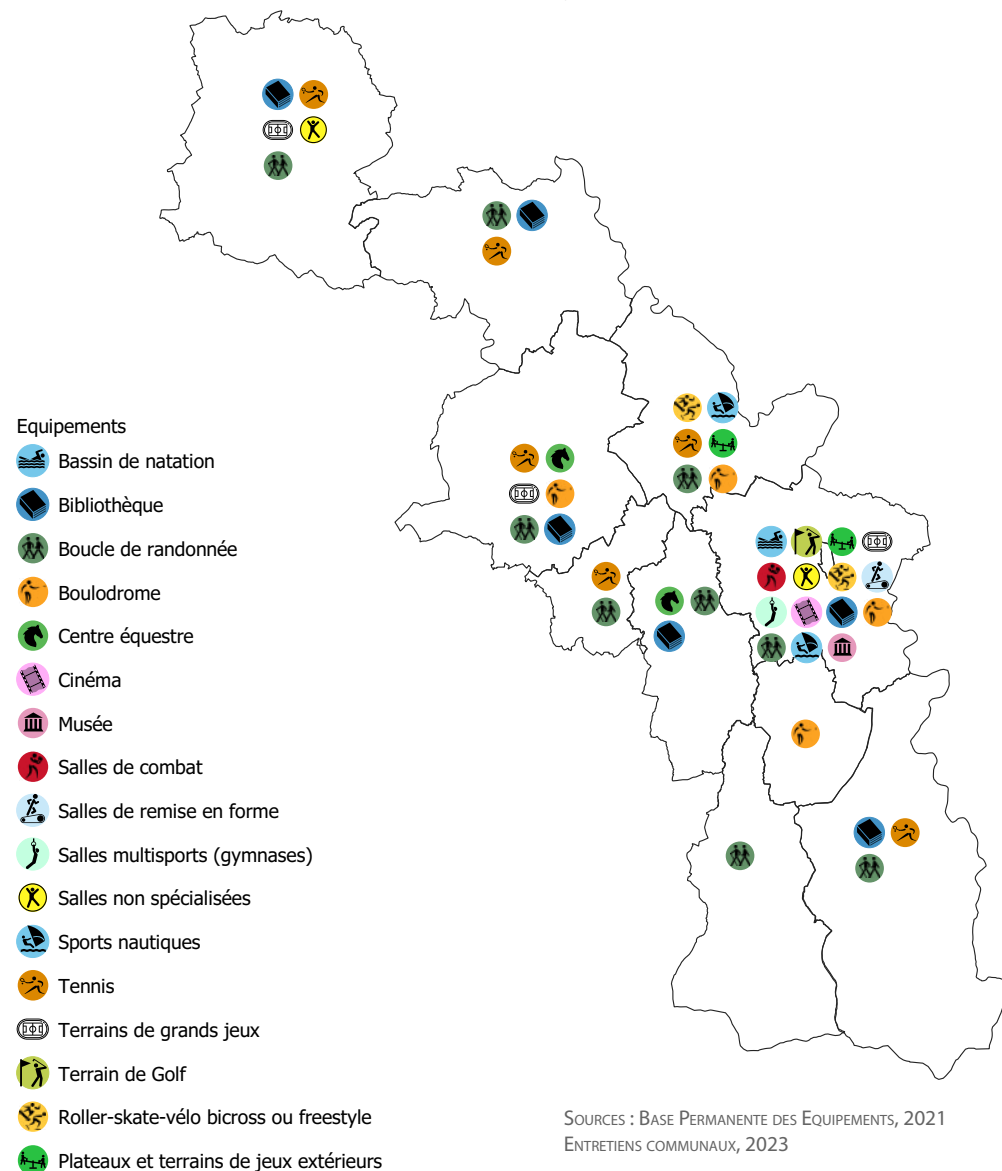 Equipements
Bassin de natation
Bibliothèque
Boucle de randonnée
Boulodrome
Centre équestre
Cinéma
Musée
Salles de combat
Salles de remise en forme
Salles multisports (gymnases)
Salles non spécialisées
Sports nautiques
Tennis
Terrains de grands jeux
Terrain de Golf
Roller-skate-vélo bicross ou freestyle
Plateaux et terrains de jeux extérieurs
Sources : Base Permanente des Equipements, 2021
Entretiens communaux, 2023